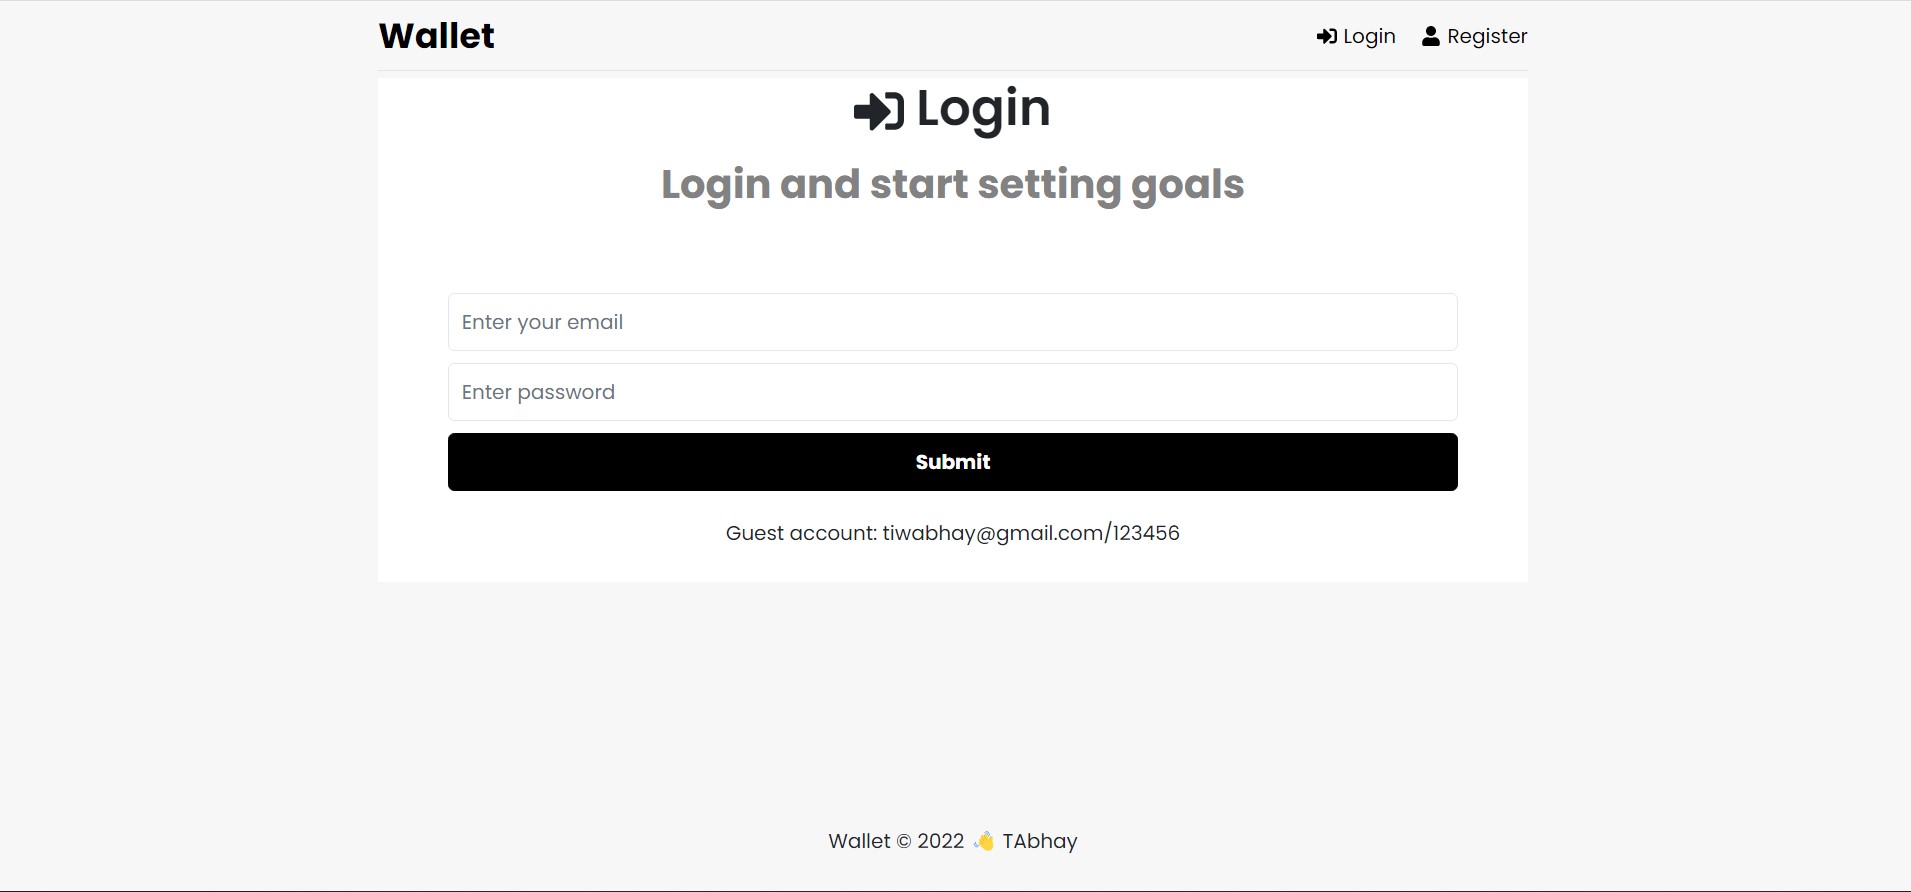 Wallet
Login Register
Login
Login and start setting goals
Enter your email
Enter password
Submit
Guest account: tiwabhay@gmail.com/123456
Wallet © 2022 👋 TAbhay